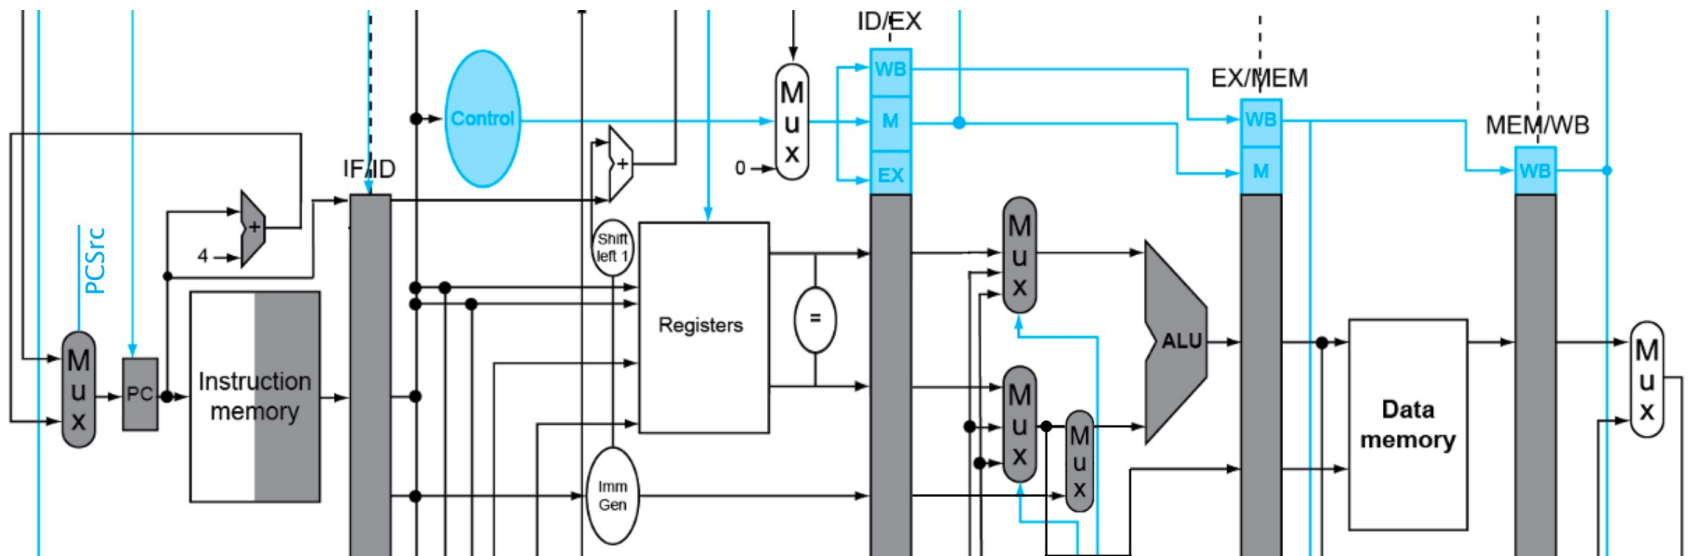 ID/EX
WB
M
EX
EX/MEM
WB
M
MEM/WB
WB
Control
M
u
x
0
IF/ID
+
+
4
PCSrc
Shift
left 1
M
u
x
M
u
x
PC
Instruction
memory
Registers
=
ALU
M
u
x
M
u
x
Data
memory
M
u
x
Imm
Gen